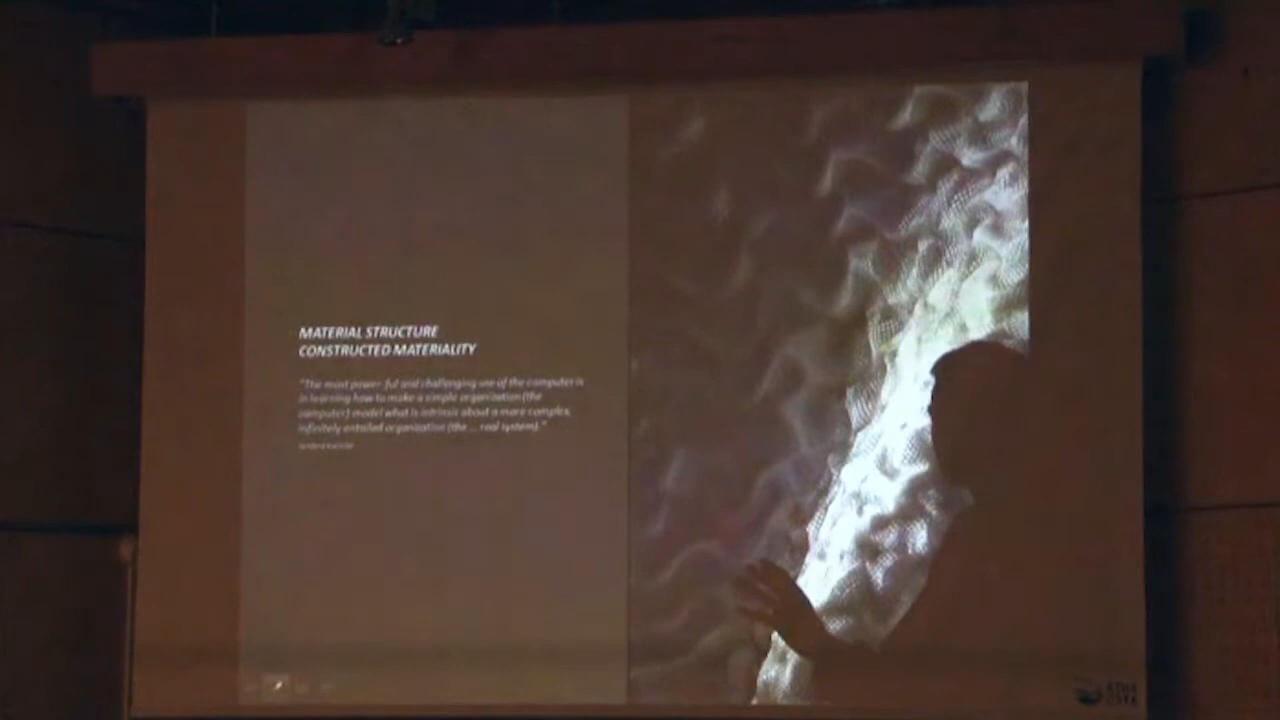 MATERIAL STRUCTURE
CONSTRUCTED MATERIALITY
"The most power-ful and challenging use of the computer is
in learning how to make a simple organization (the
computer) model what is intrinsic about a more complex,
infinitely entailed organization (the ... real system)."